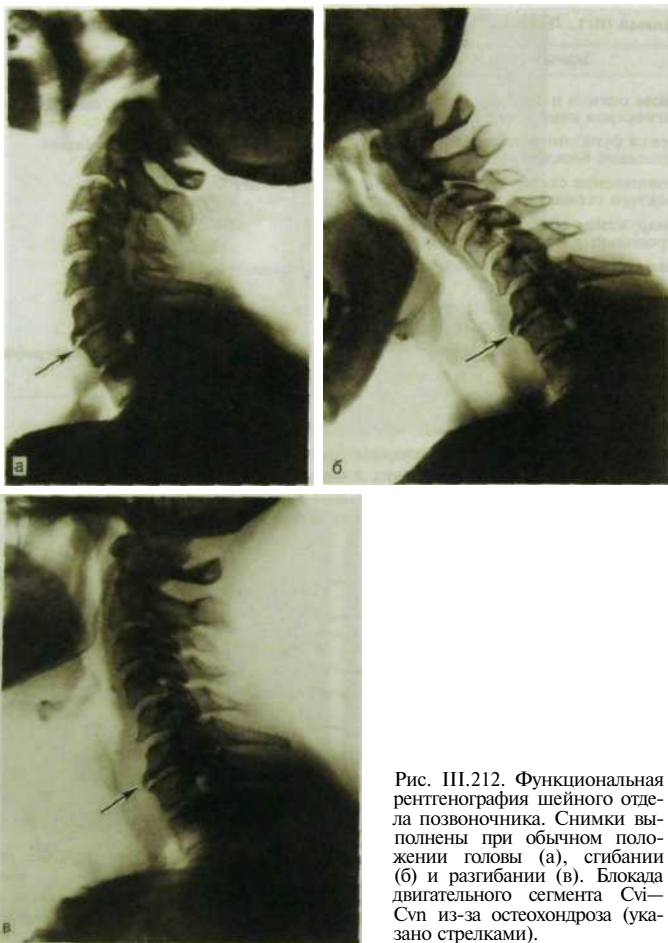 а
б
в
Рис. III.212. Функциональная
рентгенография шейного отде-
ла позвоночника. Снимки вы-
полнены при обычном поло-
жении головы (а), сгибании
(б) и разгибании (в). Блокада
двигательного сегмента Cvi—
Cvn из-за остеохондроза (ука-
зано стрелками).